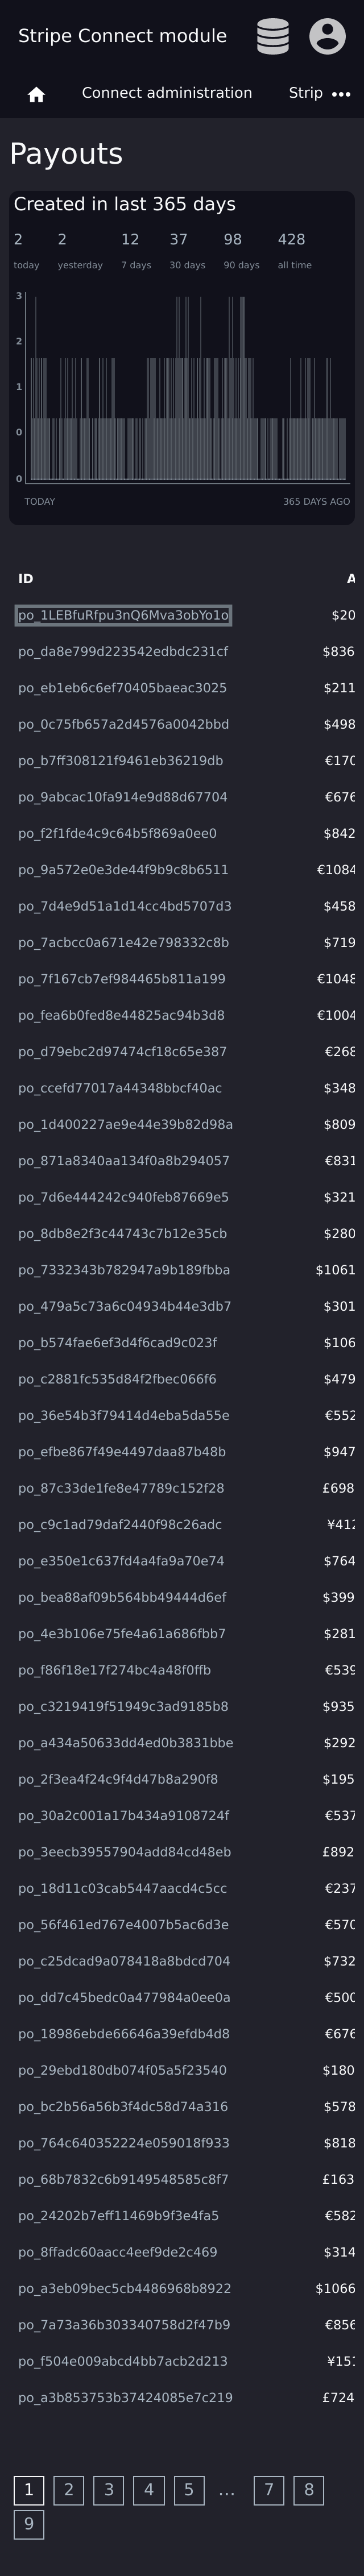 Stripe Connect module
Connect administration Strip •••
Payouts
Created in last 365 days
2 2 12 37 98 428
today yesterday 7 days 30 days 90 days all time
3
2
1
0
0
TODAY 365 DAYS AGO
ID A
po_1LEBfuRfpu3nQ6Mva3obYo1o $20
po_da8e799d223542edbdc231cf $836
po_eb1eb6c6ef70405baeac3025 $211
po_0c75fb657a2d4576a0042bbd $498
po_b7ff308121f9461eb36219db €170
po_9abcac10fa914e9d88d67704 €676
po_f2f1fde4c9c64b5f869a0ee0 $842
po_9a572e0e3de44f9b9c8b6511 €1084
po_7d4e9d51a1d14cc4bd5707d3 $458
po_7acbcc0a671e42e798332c8b $719
po_7f167cb7ef984465b811a199 €1048
po_fea6b0fed8e44825ac94b3d8 €1004
po_d79ebc2d97474cf18c65e387 €268
po_ccefd77017a44348bbcf40ac $348
po_1d400227ae9e44e39b82d98a $809
po_871a8340aa134f0a8b294057 €831
po_7d6e444242c940feb87669e5 $321
po_8db8e2f3c44743c7b12e35cb $280
po_7332343b782947a9b189fbba $1061
po_479a5c73a6c04934b44e3db7 $301
po_b574fae6ef3d4f6cad9c023f $106
po_c2881fc535d84f2fbec066f6 $479
po_36e54b3f79414d4eba5da55e €552
po_efbe867f49e4497daa87b48b $947
po_87c33de1fe8e47789c152f28 £698
po_c9c1ad79daf2440f98c26adc ¥412
po_e350e1c637fd4a4fa9a70e74 $764
po_bea88af09b564bb49444d6ef $399
po_4e3b106e75fe4a61a686fbb7 $281
po_f86f18e17f274bc4a48f0ffb €539
po_c3219419f51949c3ad9185b8 $935
po_a434a50633dd4ed0b3831bbe $292
po_2f3ea4f24c9f4d47b8a290f8 $195
po_30a2c001a17b434a9108724f €537
po_3eecb39557904add84cd48eb £892
po_18d11c03cab5447aacd4c5cc €237
po_56f461ed767e4007b5ac6d3e €570
po_c25dcad9a078418a8bdcd704 $732
po_dd7c45bedc0a477984a0ee0a €500
po_18986ebde66646a39efdb4d8 €676
po_29ebd180db074f05a5f23540 $180
po_bc2b56a56b3f4dc58d74a316 $578
po_764c640352224e059018f933 $818
po_68b7832c6b9149548585c8f7 £163
po_24202b7eff11469b9f3e4fa5 €582
po_8ffadc60aacc4eef9de2c469 $314
po_a3eb09bec5cb4486968b8922 $1066
po_7a73a36b303340758d2f47b9 €856
po_f504e009abcd4bb7acb2d213 ¥151
po_a3b853753b37424085e7c219 £724
1 2 3 4 5 ... 7 8
9